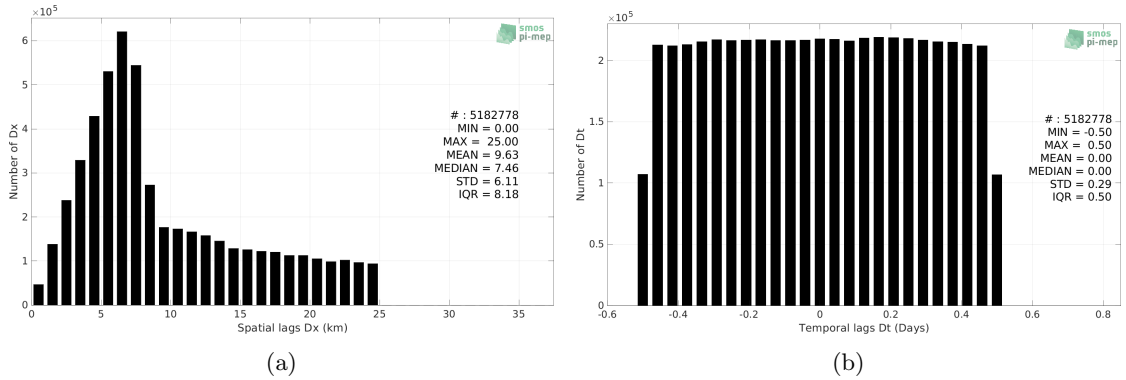 ×10⁵
6
5
4
3
2
1
0
Number of Dx
0 5 10 15 20 25 30 35
Spatial lags Dx (km)
smos
pi-mep
# : 5182778
MIN = 0.00
MAX = 25.00
MEAN = 9.63
MEDIAN = 7.46
STD = 6.11
IQR = 8.18
(a)
×10⁵
2
1.5
1
0.5
0
Number of Dt
-0.6 -0.4 -0.2 0 0.2 0.4 0.6 0.8
Temporal lags Dt (Days)
smos
pi-mep
# : 5182778
MIN = -0.50
MAX = 0.50
MEAN = 0.00
MEDIAN = 0.00
STD = 0.29
IQR = 0.50
(b)